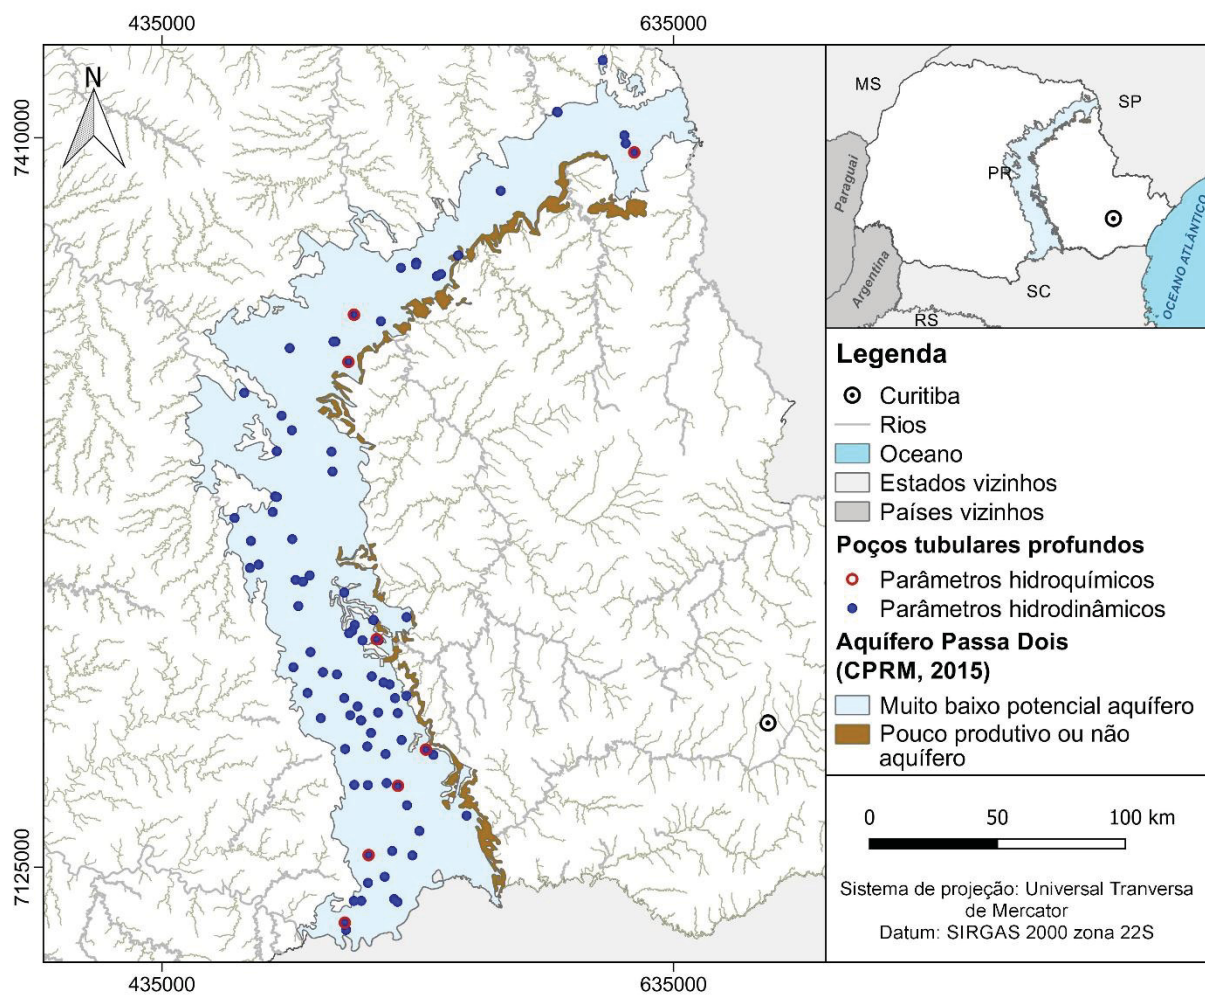 435000
635000
7410000
7125000
N
435000
635000
MS
SP
PR
Paraguai
Argentina
SC
RS
OCEANO ATLÂNTICO
Legenda
Curitiba
Rios
Oceano
Estados vizinhos
Países vizinhos
Poços tubulares profundos
Parâmetros hidroquímicos
Parâmetros hidrodinâmicos
Aquífero Passa Dois
(CPRM, 2015)
Muito baixo potencial aquífero
Pouco produtivo ou não
aquífero
0 50 100 km
Sistema de projeção: Universal Tranversa
de Mercator
Datum: SIRGAS 2000 zona 22S